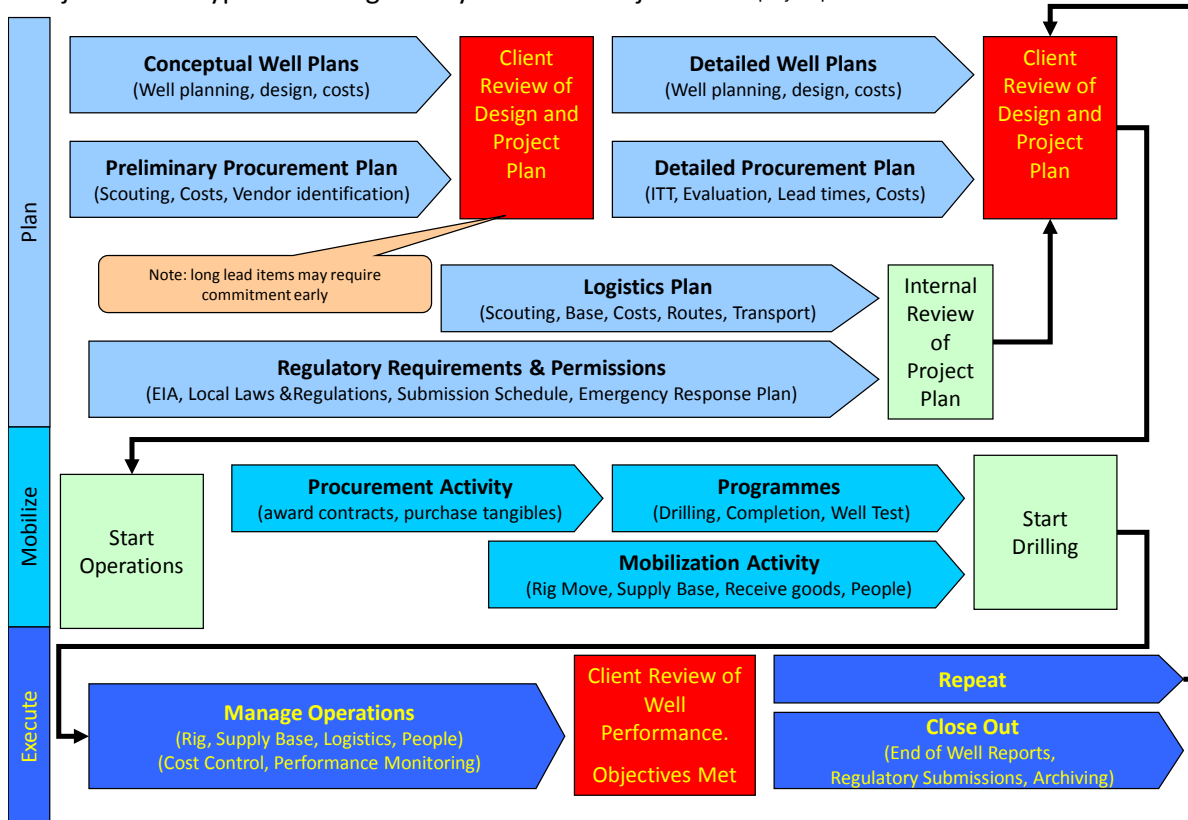 Plan
Conceptual Well Plans
(Well planning, design, costs)
Preliminary Procurement Plan
(Scouting, Costs, Vendor identification)
Client
Review of
Design and
Project
Plan
Detailed Well Plans
(Well planning, design, costs)
Detailed Procurement Plan
(ITT, Evaluation, Lead times, Costs)
Client
Review of
Design and
Project
Plan
Note: long lead items may require
commitment early
Logistics Plan
(Scouting, Base, Costs, Routes, Transport)
Regulatory Requirements & Permissions
(EIA, Local Laws &Regulations, Submission Schedule, Emergency Response Plan)
Internal
Review
of
Project
Plan
Mobilize
Start
Operations
Procurement Activity
(award contracts, purchase tangibles)
Programmes
(Drilling, Completion, Well Test)
Mobilization Activity
(Rig Move, Supply Base, Receive goods, People)
Start
Drilling
Execute
Manage Operations
(Rig, Supply Base, Logistics, People)
(Cost Control, Performance Monitoring)
Client Review of
Well
Performance.
Objectives Met
Repeat
Close Out
(End of Well Reports,
Regulatory Submissions, Archiving)